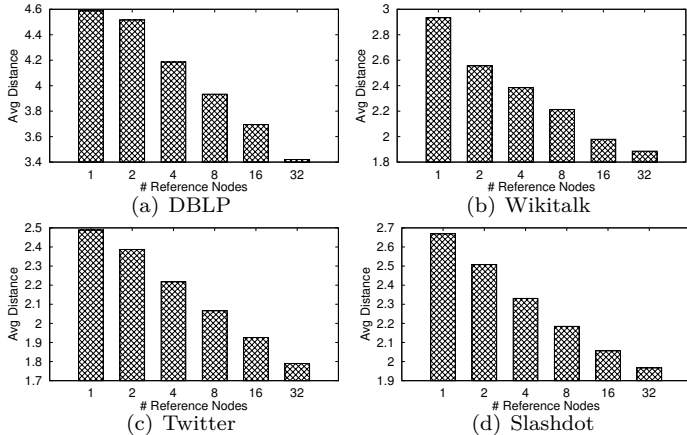 4.6
4.4
4.2
4
3.8
3.6
3.4
Avg Distance
1 2 4 8 16 32
# Reference Nodes
(a) DBLP
3
2.8
2.6
2.4
2.2
2
1.8
Avg Distance
1 2 4 8 16 32
# Reference Nodes
(b) Wikitalk
2.5
2.4
2.3
2.2
2.1
2
1.9
1.8
1.7
Avg Distance
1 2 4 8 16 32
# Reference Nodes
(c) Twitter
2.7
2.6
2.5
2.4
2.3
2.2
2.1
2
1.9
Avg Distance
1 2 4 8 16 32
# Reference Nodes
(d) Slashdot